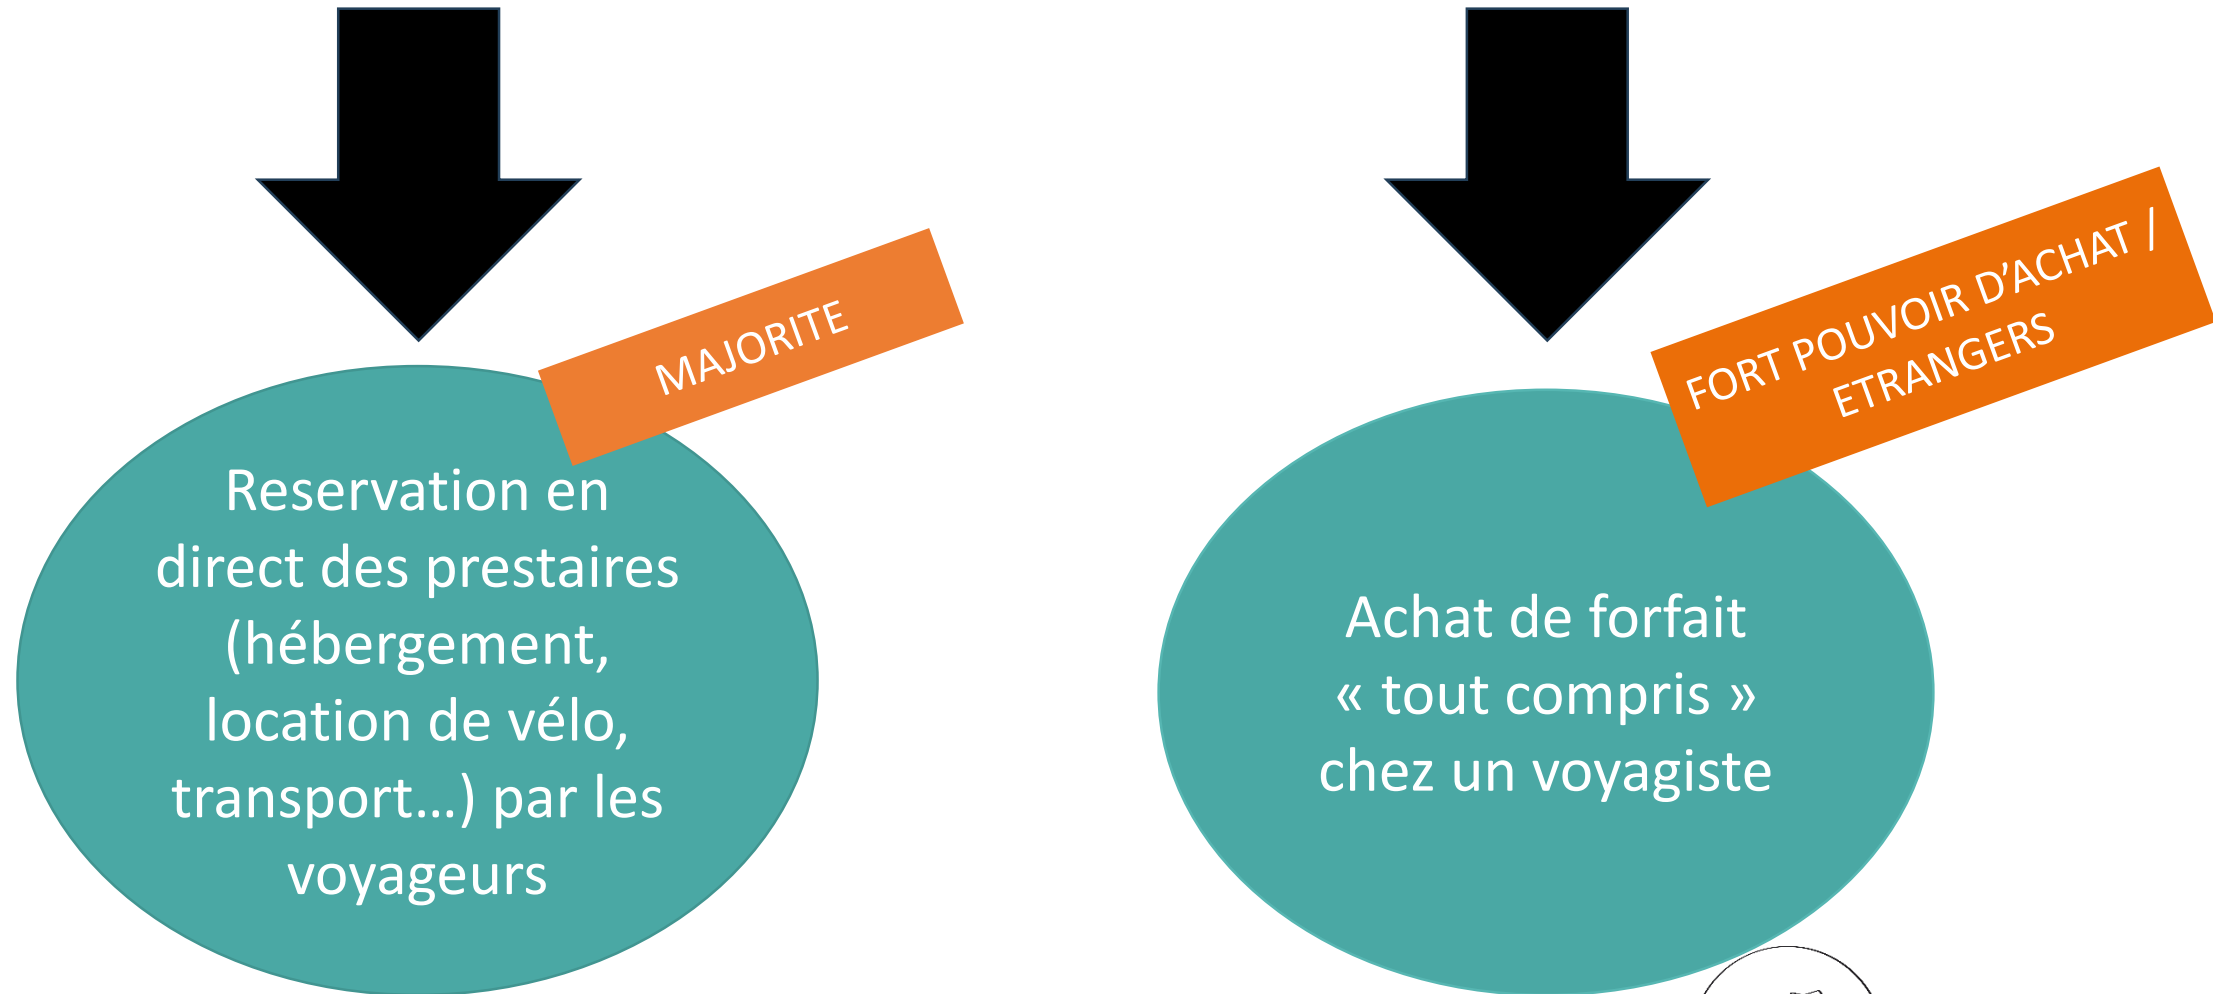 MAJORITE
Reservation en
direct des prestaires
(hébergement,
location de vélo,
transport…) par les
voyageurs
FORT POUVOIR D’ACHAT /
ETRANGERS
Achat de forfait
« tout compris »
chez un voyagiste